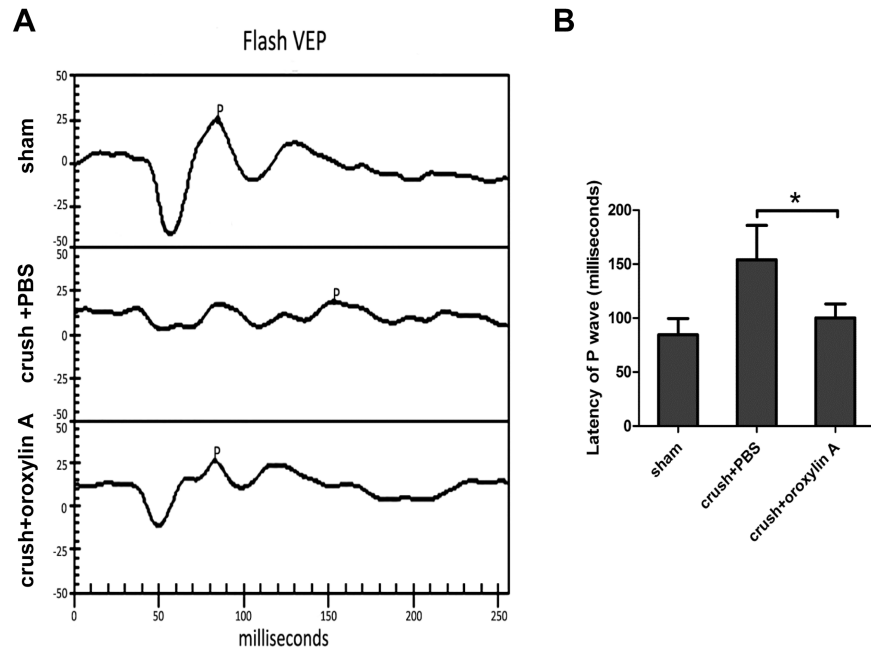 A
Flash VEP
sham
50
25
0
-25
-50
P
crush +PBS
50
25
0
-25
-50
P
crush+oroxylin A
50
25
0
-25
-50
P
0 50 100 150 200 250
milliseconds
B
Latency of P wave (milliseconds)
200
150
100
50
0
*
sham
crush+PBS
crush+oroxylin A